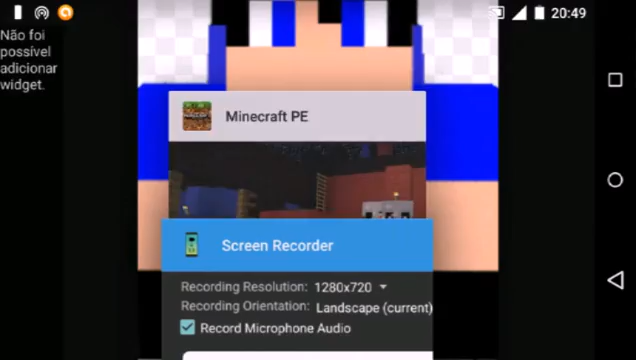 20:49
Não foi
possível
adicionar
widget.
Minecraft PE
Screen Recorder
Recording Resolution: 1280x720
Recording Orientation: Landscape (current)
Record Microphone Audio